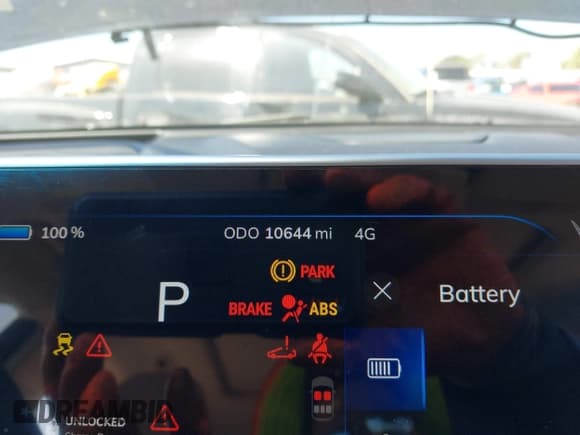 100 %
ODO 10644 mi
4G
PARK
P
BRAKE
ABS
Battery
UNLOCKED
DREAMBID